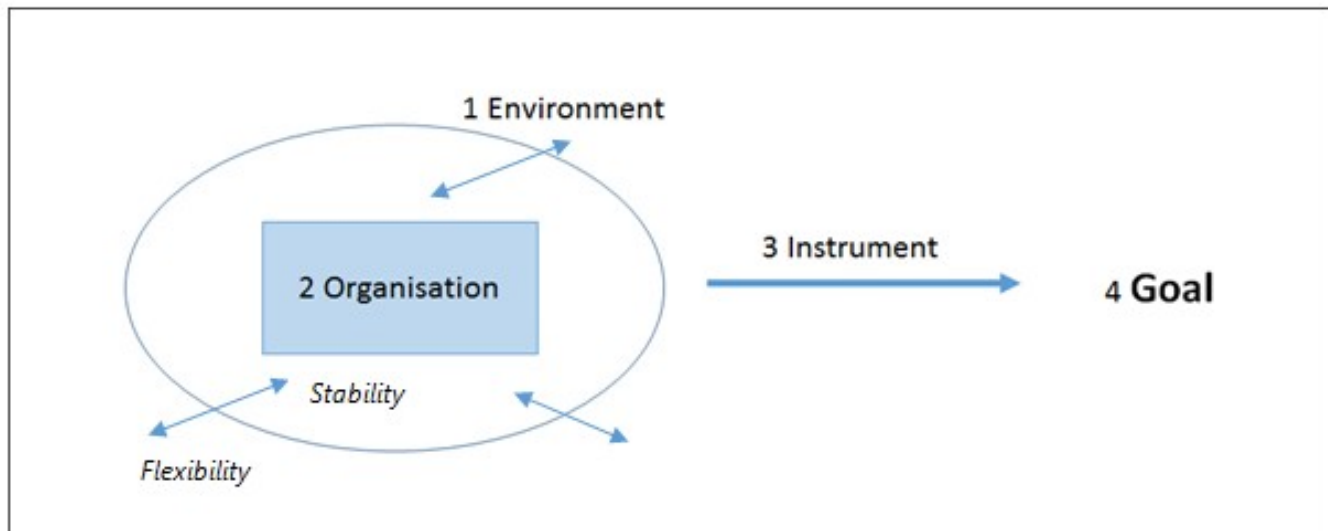 1 Environment
3 Instrument
2 Organisation
4 Goal
Stability
Flexibility